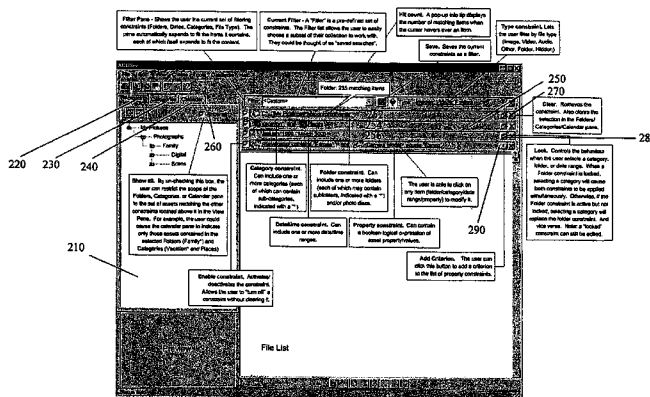 Filter Pane - Shows the user the current set of filtering
constraints (Folders, Dates, Categories, File Type). The
pane automatically expands to fit the items it contains,
each of which itself expands to fit the content.
Current Filter - A "Filter" is a pre-defined set of
constraints. The Filter list allows the user to easily
choose a subset of their collection to work with.
They could be thought of as "saved searches".
Hit count. A pop-up info tip displays
the number of matching items when
the cursor hovers over an item.
Type constraint. Lets
the user filter by file type
(Image, Video, Audio
Other, Folder, Hidden)
Save. Saves the current
constraints as a filter.
Folder: 255 matching items
<Custom>
250
270
Clear. Removes the
constraint. Also clears the
selection in the Folders/
Categories/Calendar pane.
28
220
230
240
260
My Pictures
Photographs
Family
Digital
Show all. By un-checking this box, the
user can restrict the scope of the
Folders, Categories, or Calendar pane
to the set of assets matching the other
constraints located above it in the View
Pane. For example, the user could
cause the calendar pane to indicate
only those assets contained in the
selected Folders (Family*) and
Categories (Vacation* and Places)
Category constraint.
Can include one or
more categories (each
of which can contain
sub-categories,
indicated with a "*")
Folder constraint. Can
include one or more folders
(each of which may contain
subfolders, indicated with a "*")
and/or photo discs.
The user is able to click on
any item (folder/category/date
range/property) to modify it.
Lock. Controls the behaviour
when the user selects a category,
folder, or date range. When a
Folder constraint is locked,
selecting a category will cause
both constraints to be applied
simultaneously. Otherwise, if the
Folder constraint is active but not
locked, selecting a category will
replace the folder constraint. And
vice versa. Note: a "locked"
constraint can still be edited.
290
Date/time constraint. Can
include one or more date/time
ranges.
Property constraint. Can contain
a boolean logical expression of
asset property/values.
210
Enable constraint. Activates/
deactivates the constraint.
Allows the user to "turn off" a
constraint without clearing it.
Add Criterion. The user can
click this button to add a criterion
to the list of property constraints.
File List